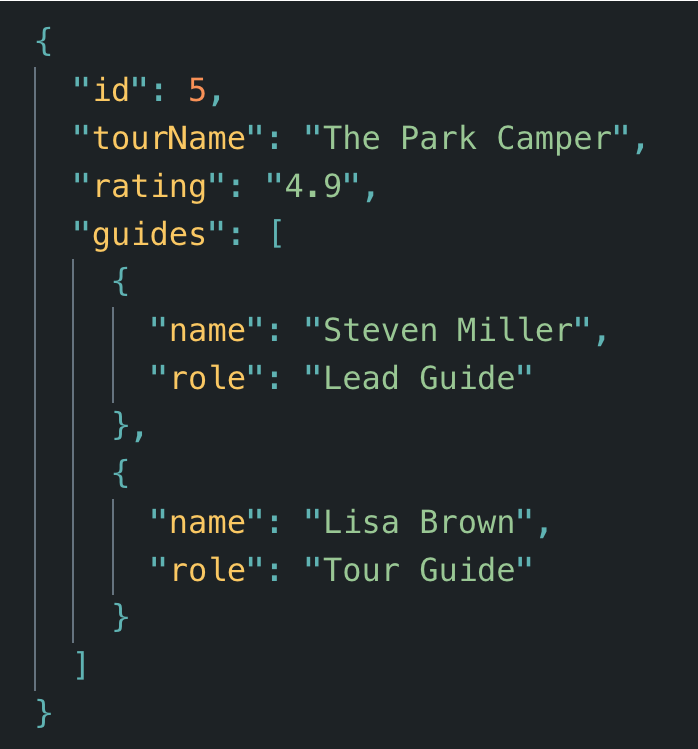 {
"id": 5,
"tourName": "The Park Camper",
"rating": "4.9",
"guides": [
{
"name": "Steven Miller",
"role": "Lead Guide"
},
{
"name": "Lisa Brown",
"role": "Tour Guide"
}
]
}